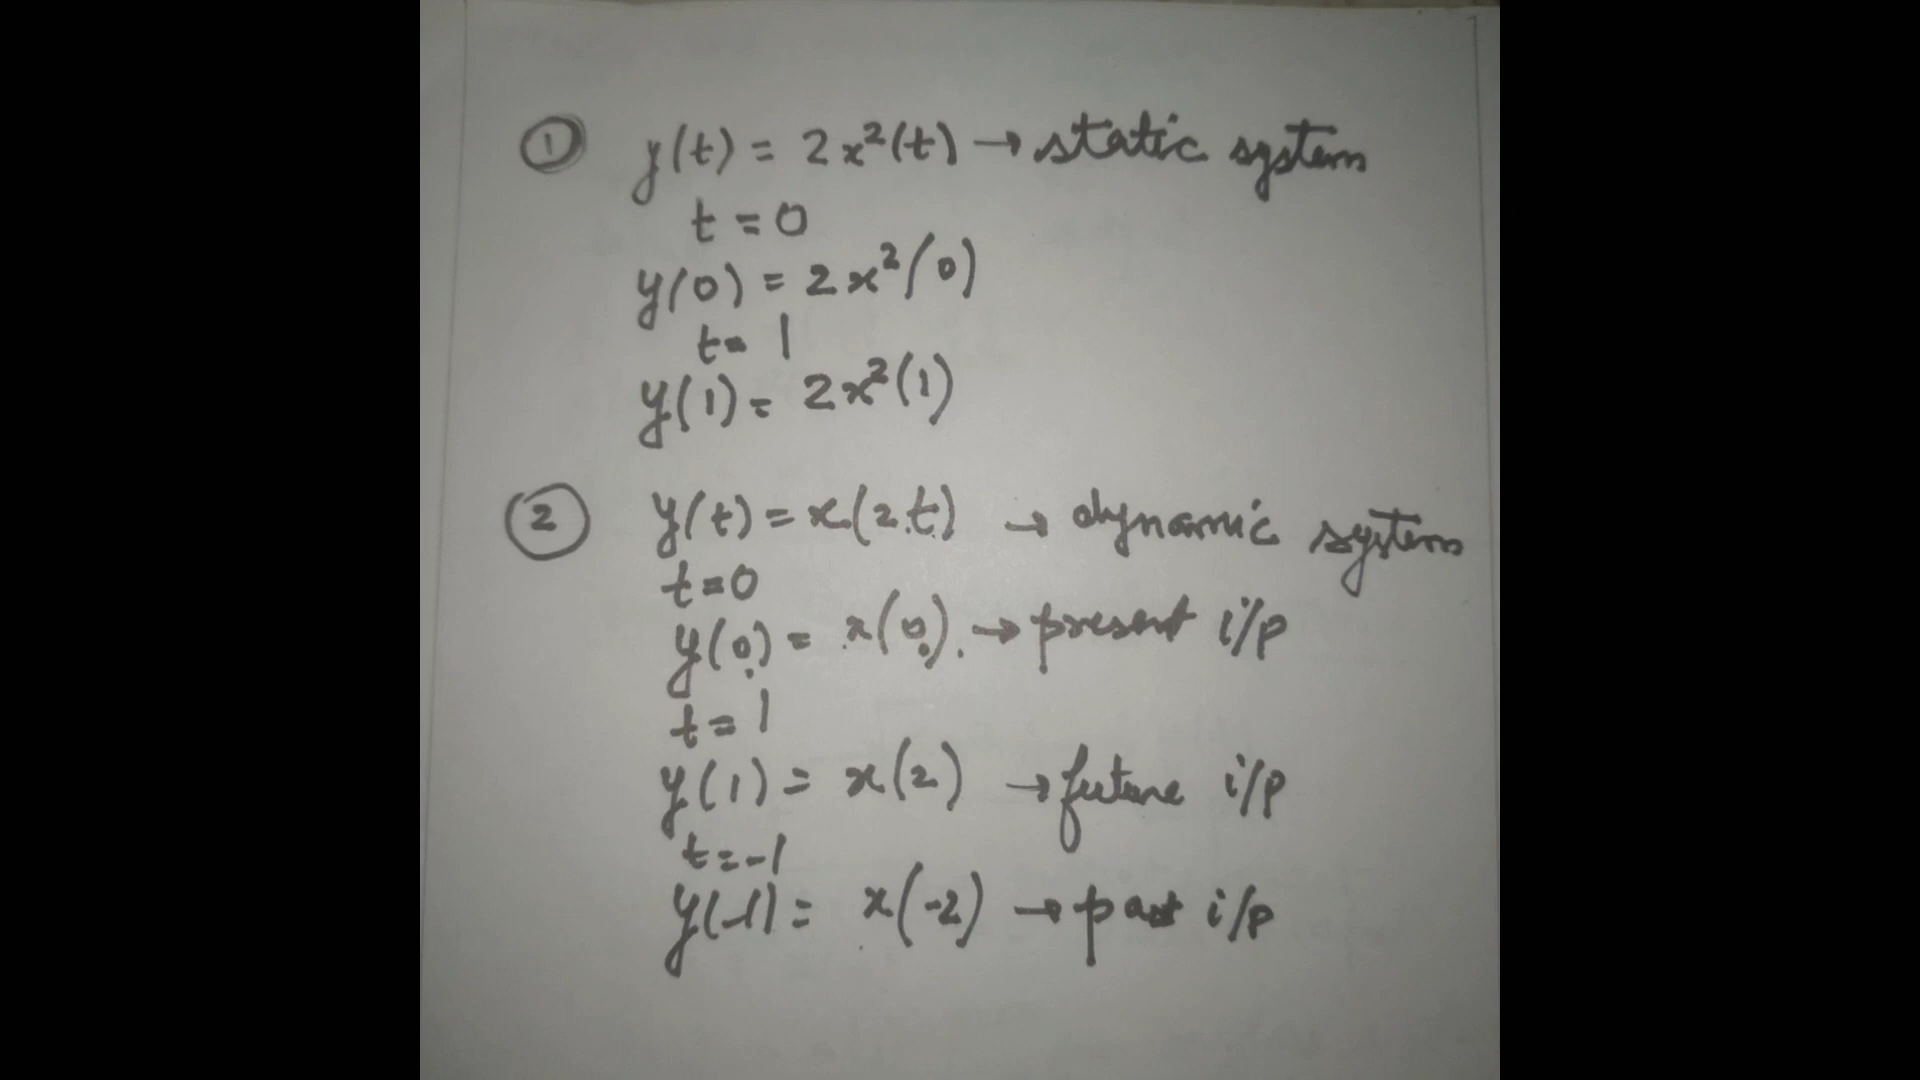 ① y(t) = 2x²(t) → static system
t = 0
y(0) = 2x²(0)
t = 1
y(1) = 2x²(1)
② y(t) = x(2t) → dynamic system
t = 0
y(0) = x(0) → present i/p
t = 1
y(1) = x(2) → future i/p
t = -1
y(-1) = x(-2) → past i/p